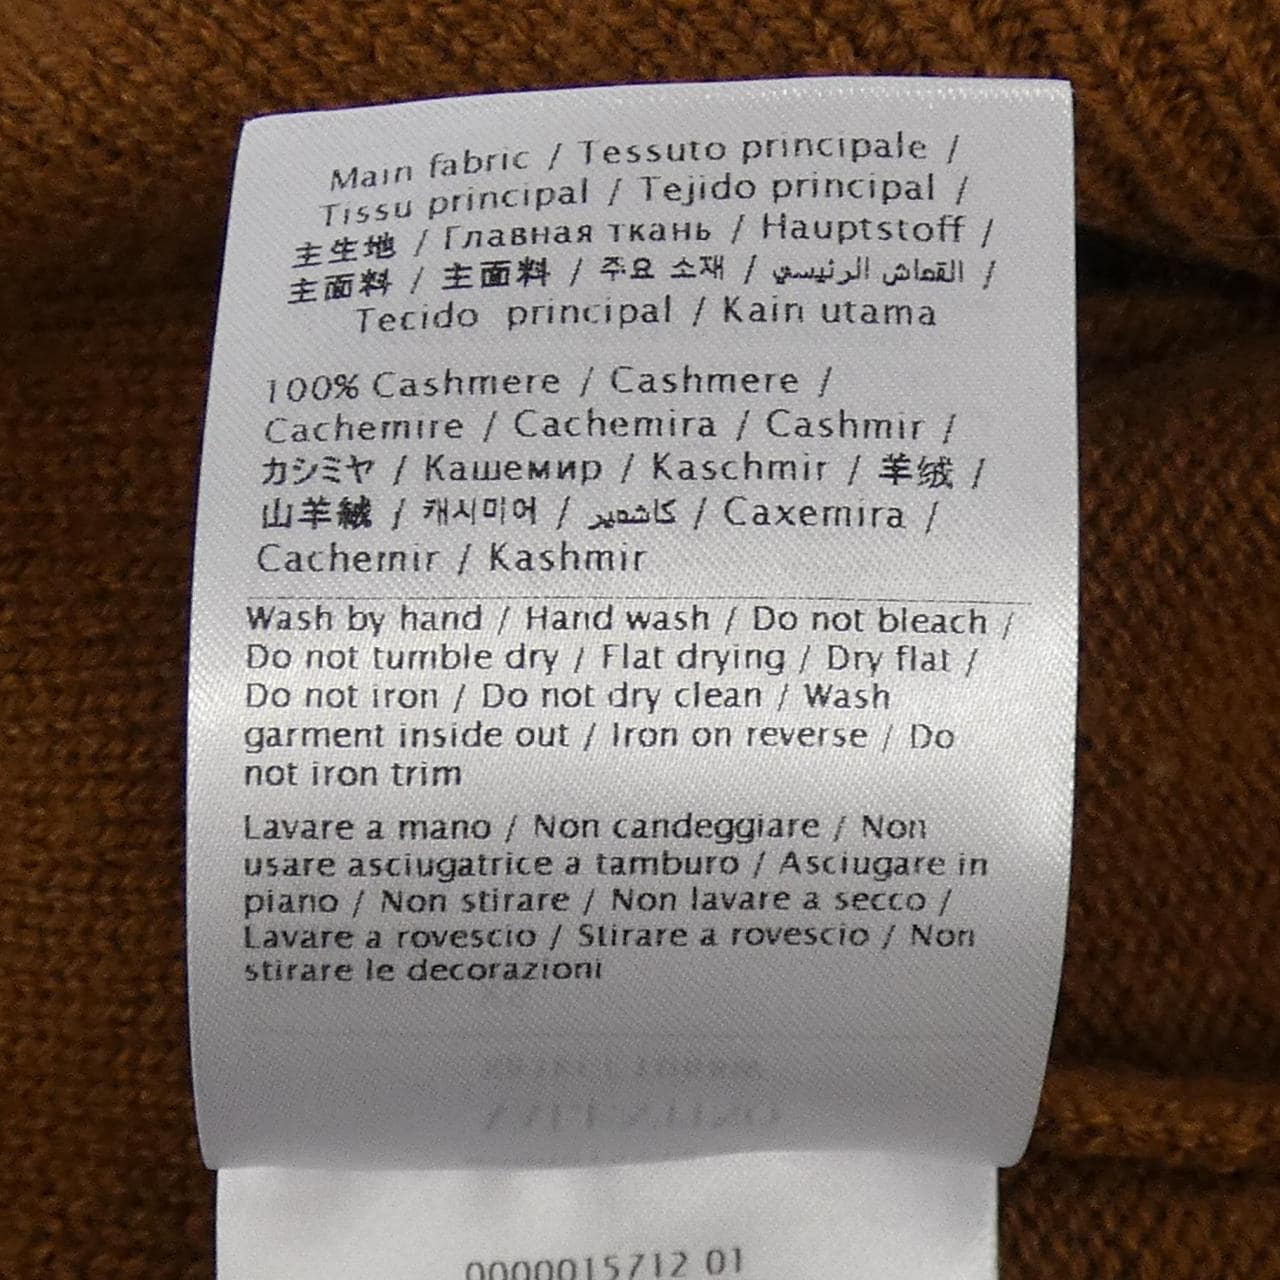 Main fabric / Tessuto principale /
Tissu principal / Tejido principal /
主生地 / Главная ткань / Hauptstoff /
主面料 / 主面料 / 주요 소재 / القماش الرئيسي /
Tecido principal / Kain utama
100% Cashmere / Cashmere /
Cachemire / Cachemira / Cashmir /
カシミヤ / Кашемир / Kaschmir / 羊绒 /
山羊絨 / 캐시미어 / كاشمير / Caxemira /
Cachemir / Kashmir
Wash by hand / Hand wash / Do not bleach /
Do not tumble dry / Flat drying / Dry flat /
Do not iron / Do not dry clean / Wash
garment inside out / Iron on reverse / Do
not iron trim
Lavare a mano / Non candeggiare / Non
usare asciugatrice a tamburo / Asciugare in
piano / Non stirare / Non lavare a secco /
Lavare a rovescio / Stirare a rovescio / Non
stirare le decorazioni
0000015712 01